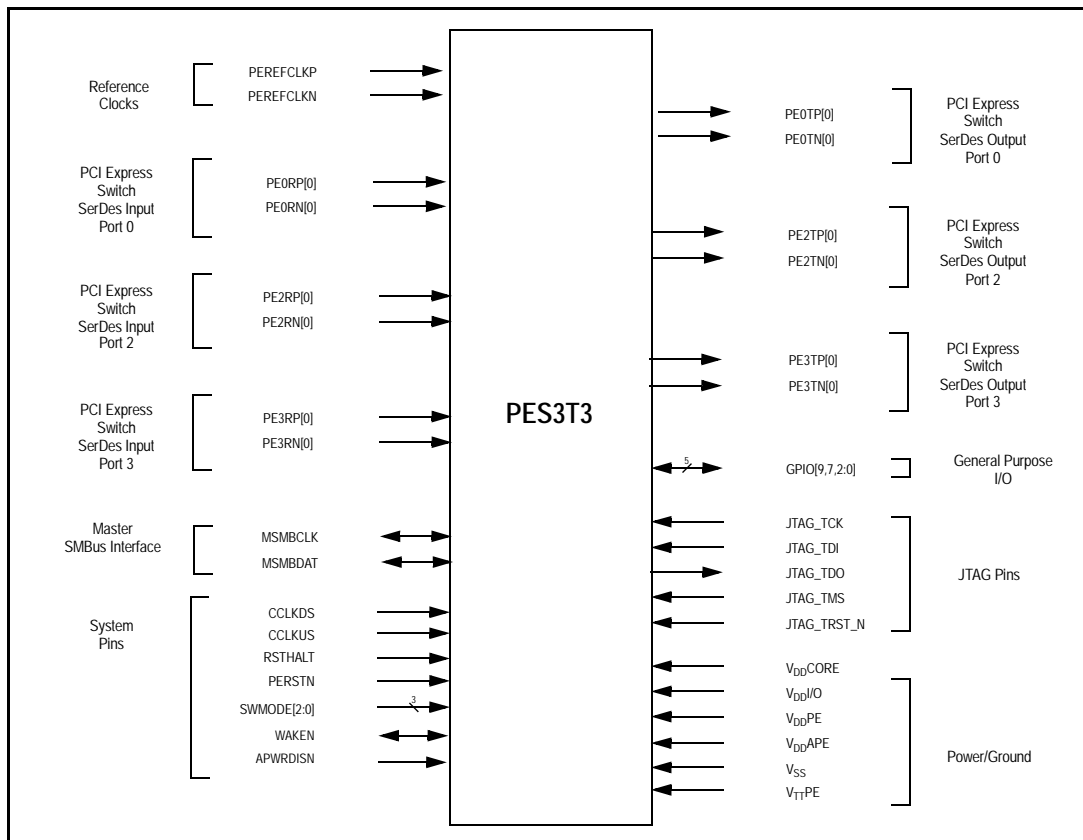 Reference
Clocks
PEREFCLKP
PEREFCLKN
PCI Express
Switch
SerDes Input
Port 0
PE0RP[0]
PE0RN[0]
PCI Express
Switch
SerDes Input
Port 2
PE2RP[0]
PE2RN[0]
PCI Express
Switch
SerDes Input
Port 3
PE3RP[0]
PE3RN[0]
Master
SMBus Interface
MSMBCLK
MSMBDAT
System
Pins
CCLKDS
CCLKUS
RSTHALT
PERSTN
SWMODE[2:0]
3
WAKEN
APWRDISN
PES3T3
PE0TP[0]
PE0TN[0]
PCI Express
Switch
SerDes Output
Port 0
PE2TP[0]
PE2TN[0]
PCI Express
Switch
SerDes Output
Port 2
PE3TP[0]
PE3TN[0]
PCI Express
Switch
SerDes Output
Port 3
5
GPIO[9,7,2:0]
General Purpose
I/O
JTAG_TCK
JTAG_TDI
JTAG_TDO
JTAG_TMS
JTAG_TRST_N
JTAG Pins
VDDCORE
VDDI/O
VDDPE
VDDAPE
VSS
VTTPE
Power/Ground